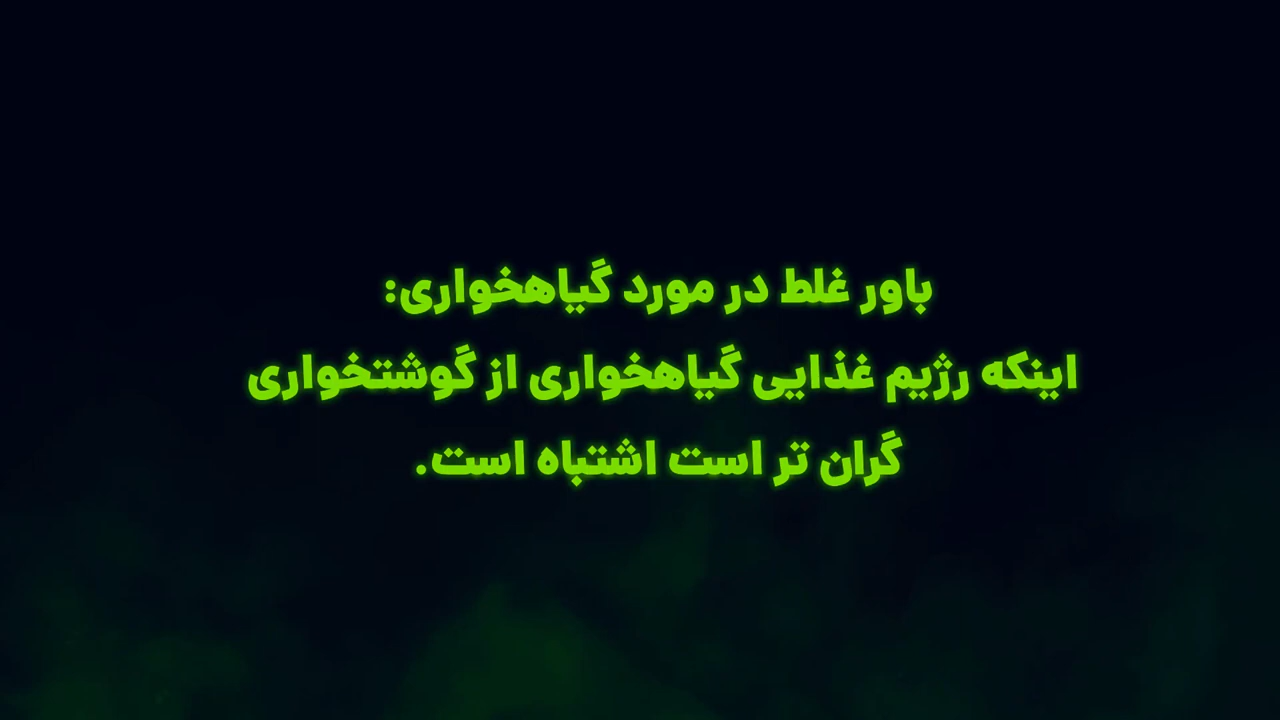 باور غلط در مورد گیاهخواری:
اینکه رژیم غذایی گیاهخواری از گوشتخواری
گران تر است اشتباه است.